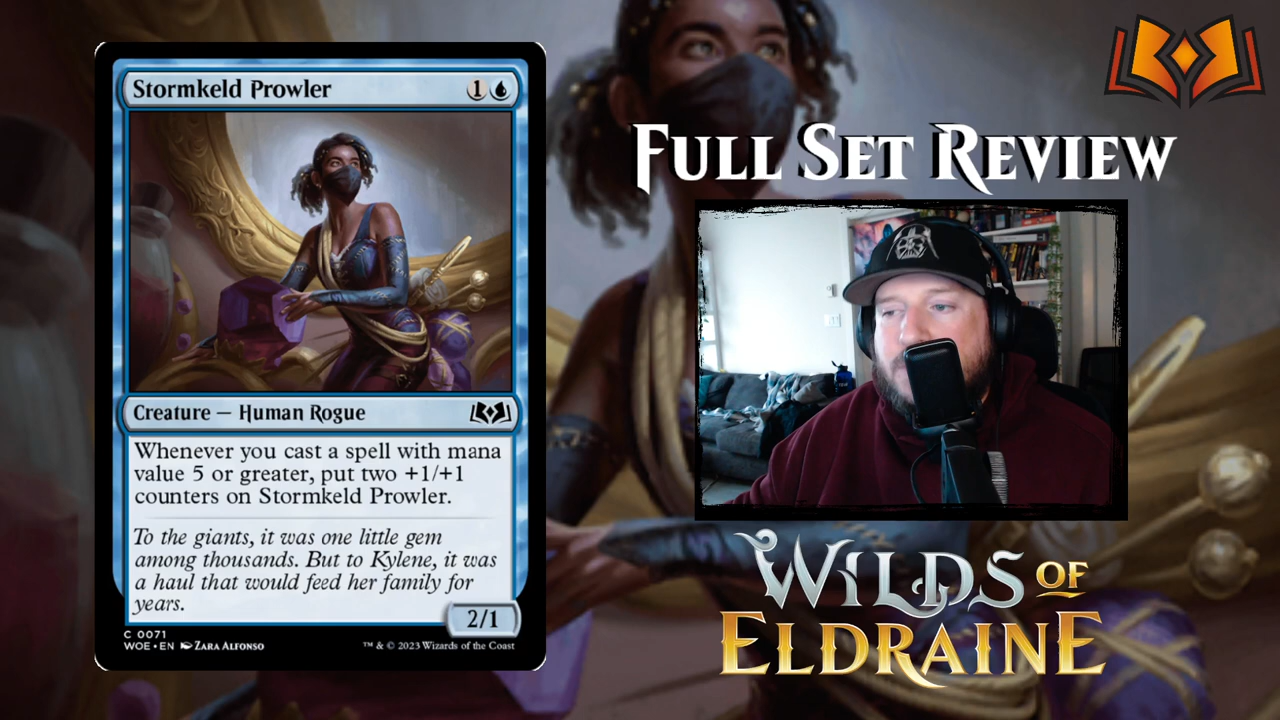 Stormkeld Prowler
1
Creature — Human Rogue
Whenever you cast a spell with mana
value 5 or greater, put two +1/+1
counters on Stormkeld Prowler.
To the giants, it was one little gem
among thousands. But to Kylene, it was
a haul that would feed her family for
years.
2/1
C 0071
WOE • EN Zara Alfonso
™ & © 2023 Wizards of the Coast
Full Set Review
Wilds of
Eldraine